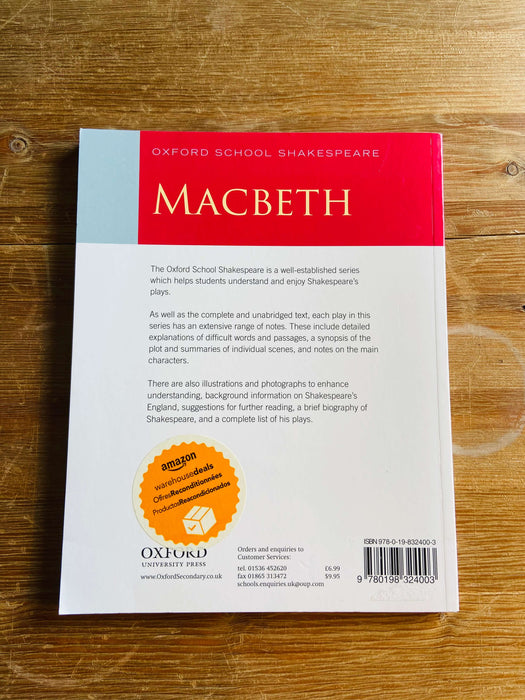 OXFORD SCHOOL SHAKESPEARE
MACBETH
The Oxford School Shakespeare is a well-established series
which helps students understand and enjoy Shakespeare's
plays.
As well as the complete and unabridged text, each play in this
series has an extensive range of notes. These include detailed
explanations of difficult words and passages, a synopsis of the
plot and summaries of individual scenes, and notes on the main
characters.
There are also illustrations and photographs to enhance
understanding, background information on Shakespeare's
England, suggestions for further reading, a brief biography of
Shakespeare, and a complete list of his plays.
amazon
warehousedeals
OffresReconditionnées
ProductosReacondicionados
OXFORD
UNIVERSITY PRESS
www.OxfordSecondary.co.uk
Orders and enquiries to
Customer Services:
tel. 01536 452620
fax 01865 313472
schools.enquiries.uk@oup.com
£6.99
$9.95
ISBN 978-0-19-832400-3
9 780198 324003